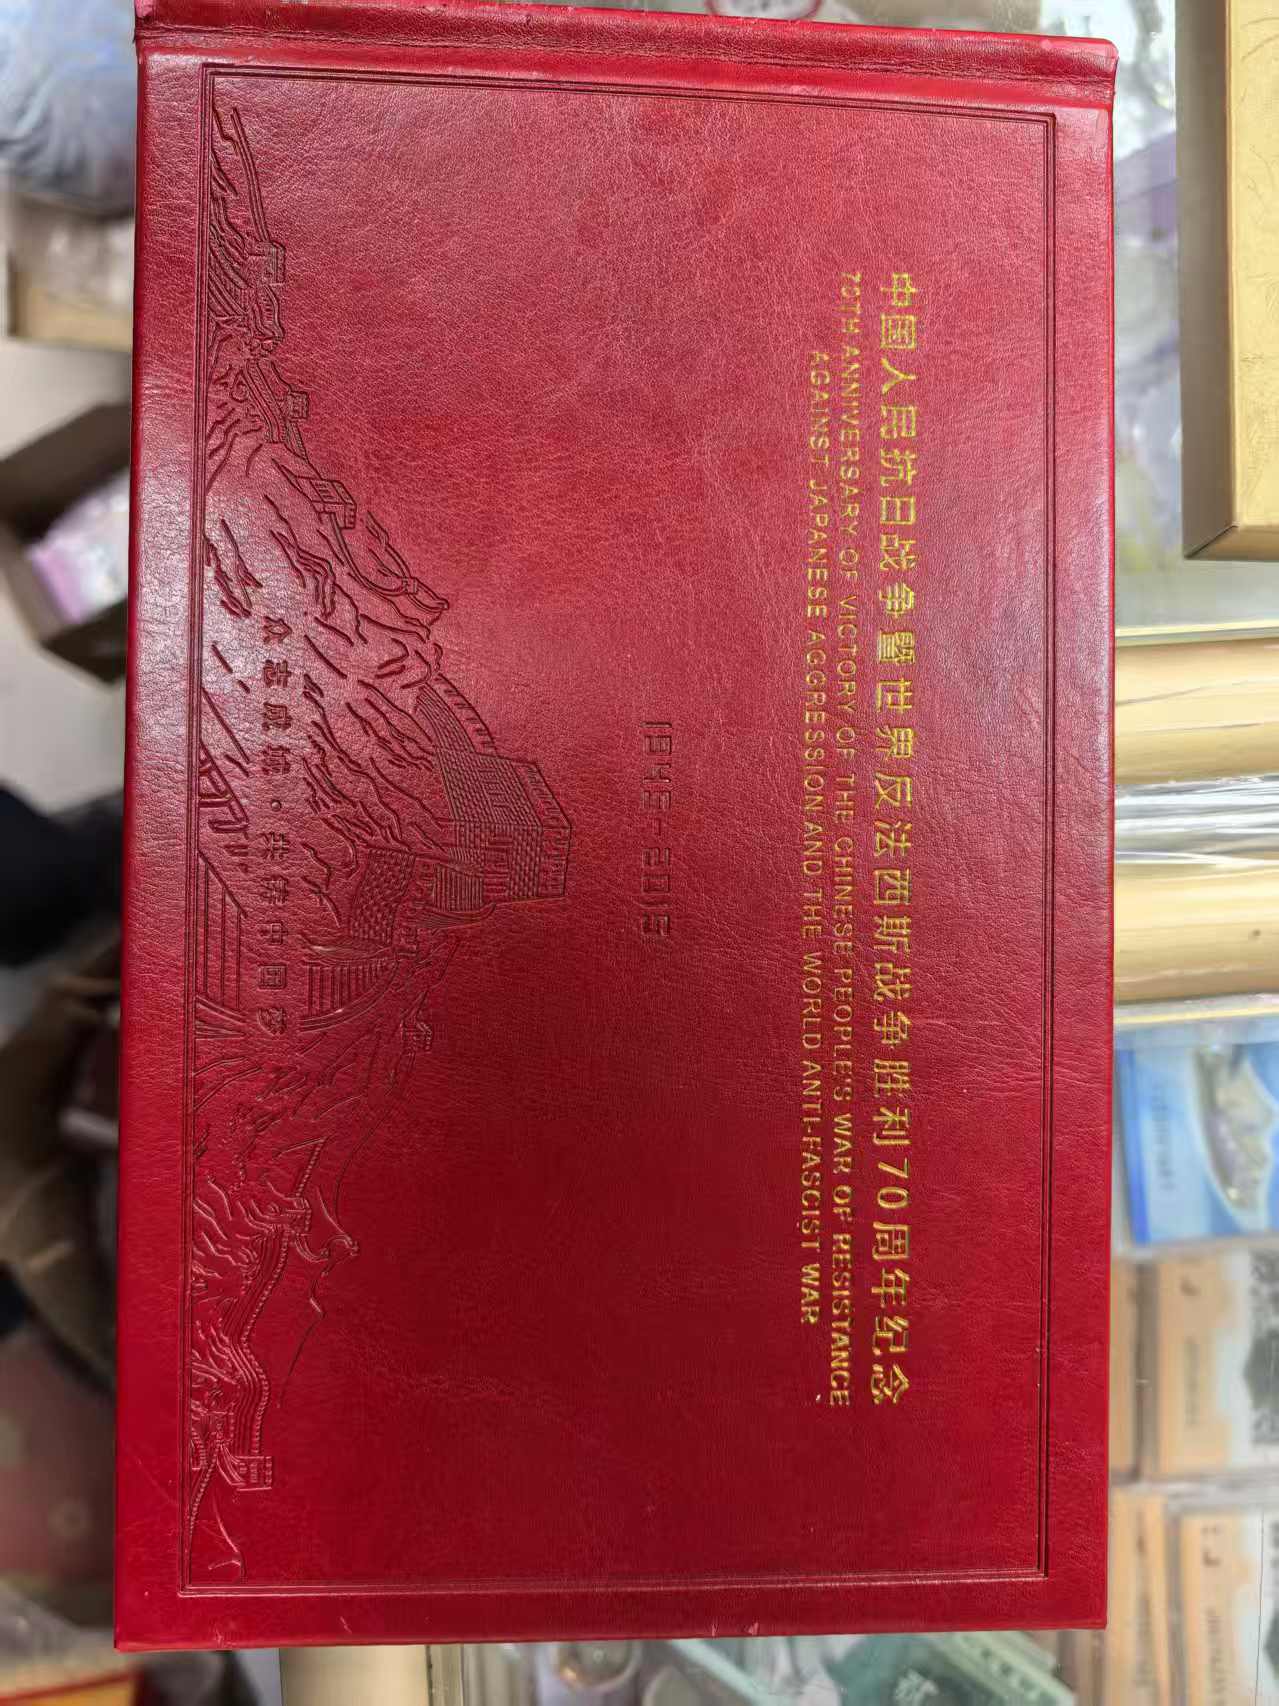 中国人民抗日战争暨世界反法西斯战争胜利70周年纪念
70TH ANNIVERSARY OF VICTORY OF THE CHINESE PEOPLE'S WAR OF RESISTANCE
AGAINST JAPANESE AGGRESSION AND THE WORLD ANTI-FASCIST WAR
1945-2015
众志成城·共铸中国梦